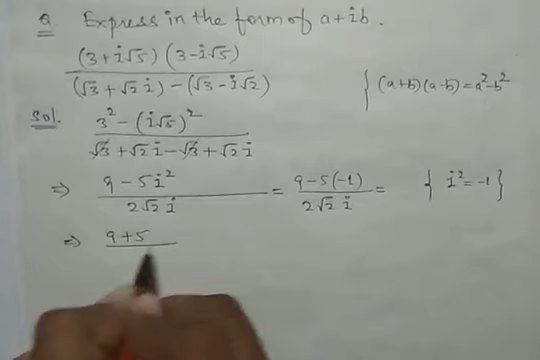 Q Express in the form of a+ib.
(3+i√5) (3-i√5)
(√3+√2 i) - (√3-i√2)
{ (a+b)(a-b)=a²-b²
Sol. 3² - (i√5)²
√3 + √2 i - √3 + √2 i
⇒ 9 - 5i² / 2√2 i = 9-5(-1) / 2√2 i = { i² = -1 }
⇒ 9+5